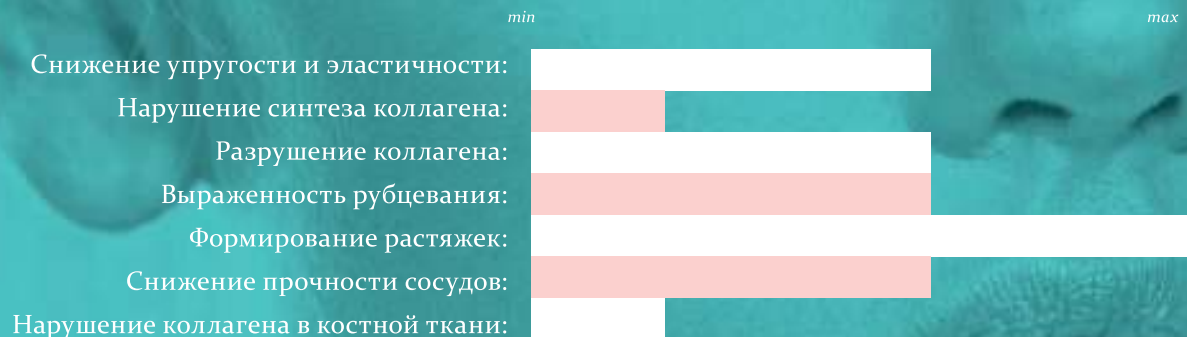 min max
Снижение упругости и эластичности:
Нарушение синтеза коллагена:
Разрушение коллагена:
Выраженность рубцевания:
Формирование растяжек:
Снижение прочности сосудов:
Нарушение коллагена в костной ткани: